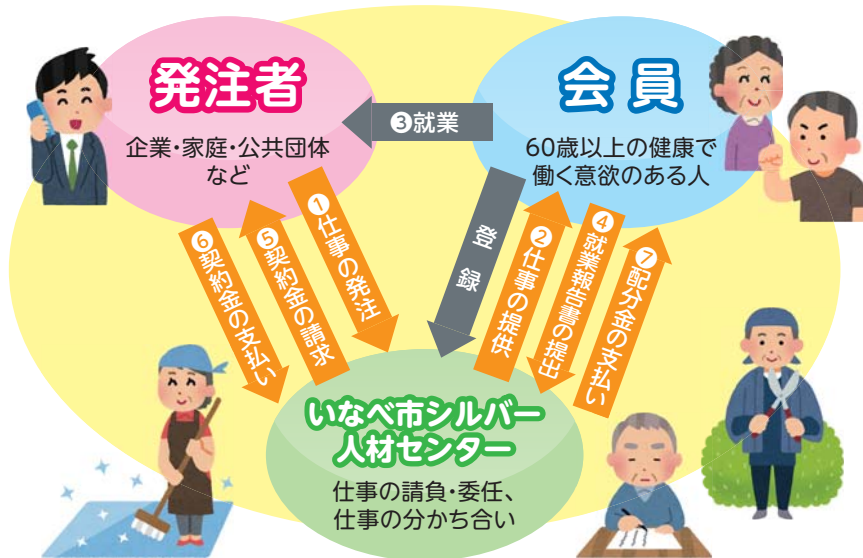 発注者
企業・家庭・公共団体
など
会員
60歳以上の健康で
働く意欲のある人
❸就業
❻契約金の支払い
❺契約金の請求
❶仕事の発注
登録
❷仕事の提供
❹就業報告書の提出
❼配分金の支払い
いなべ市シルバー
人材センター
仕事の請負・委任、
仕事の分かち合い